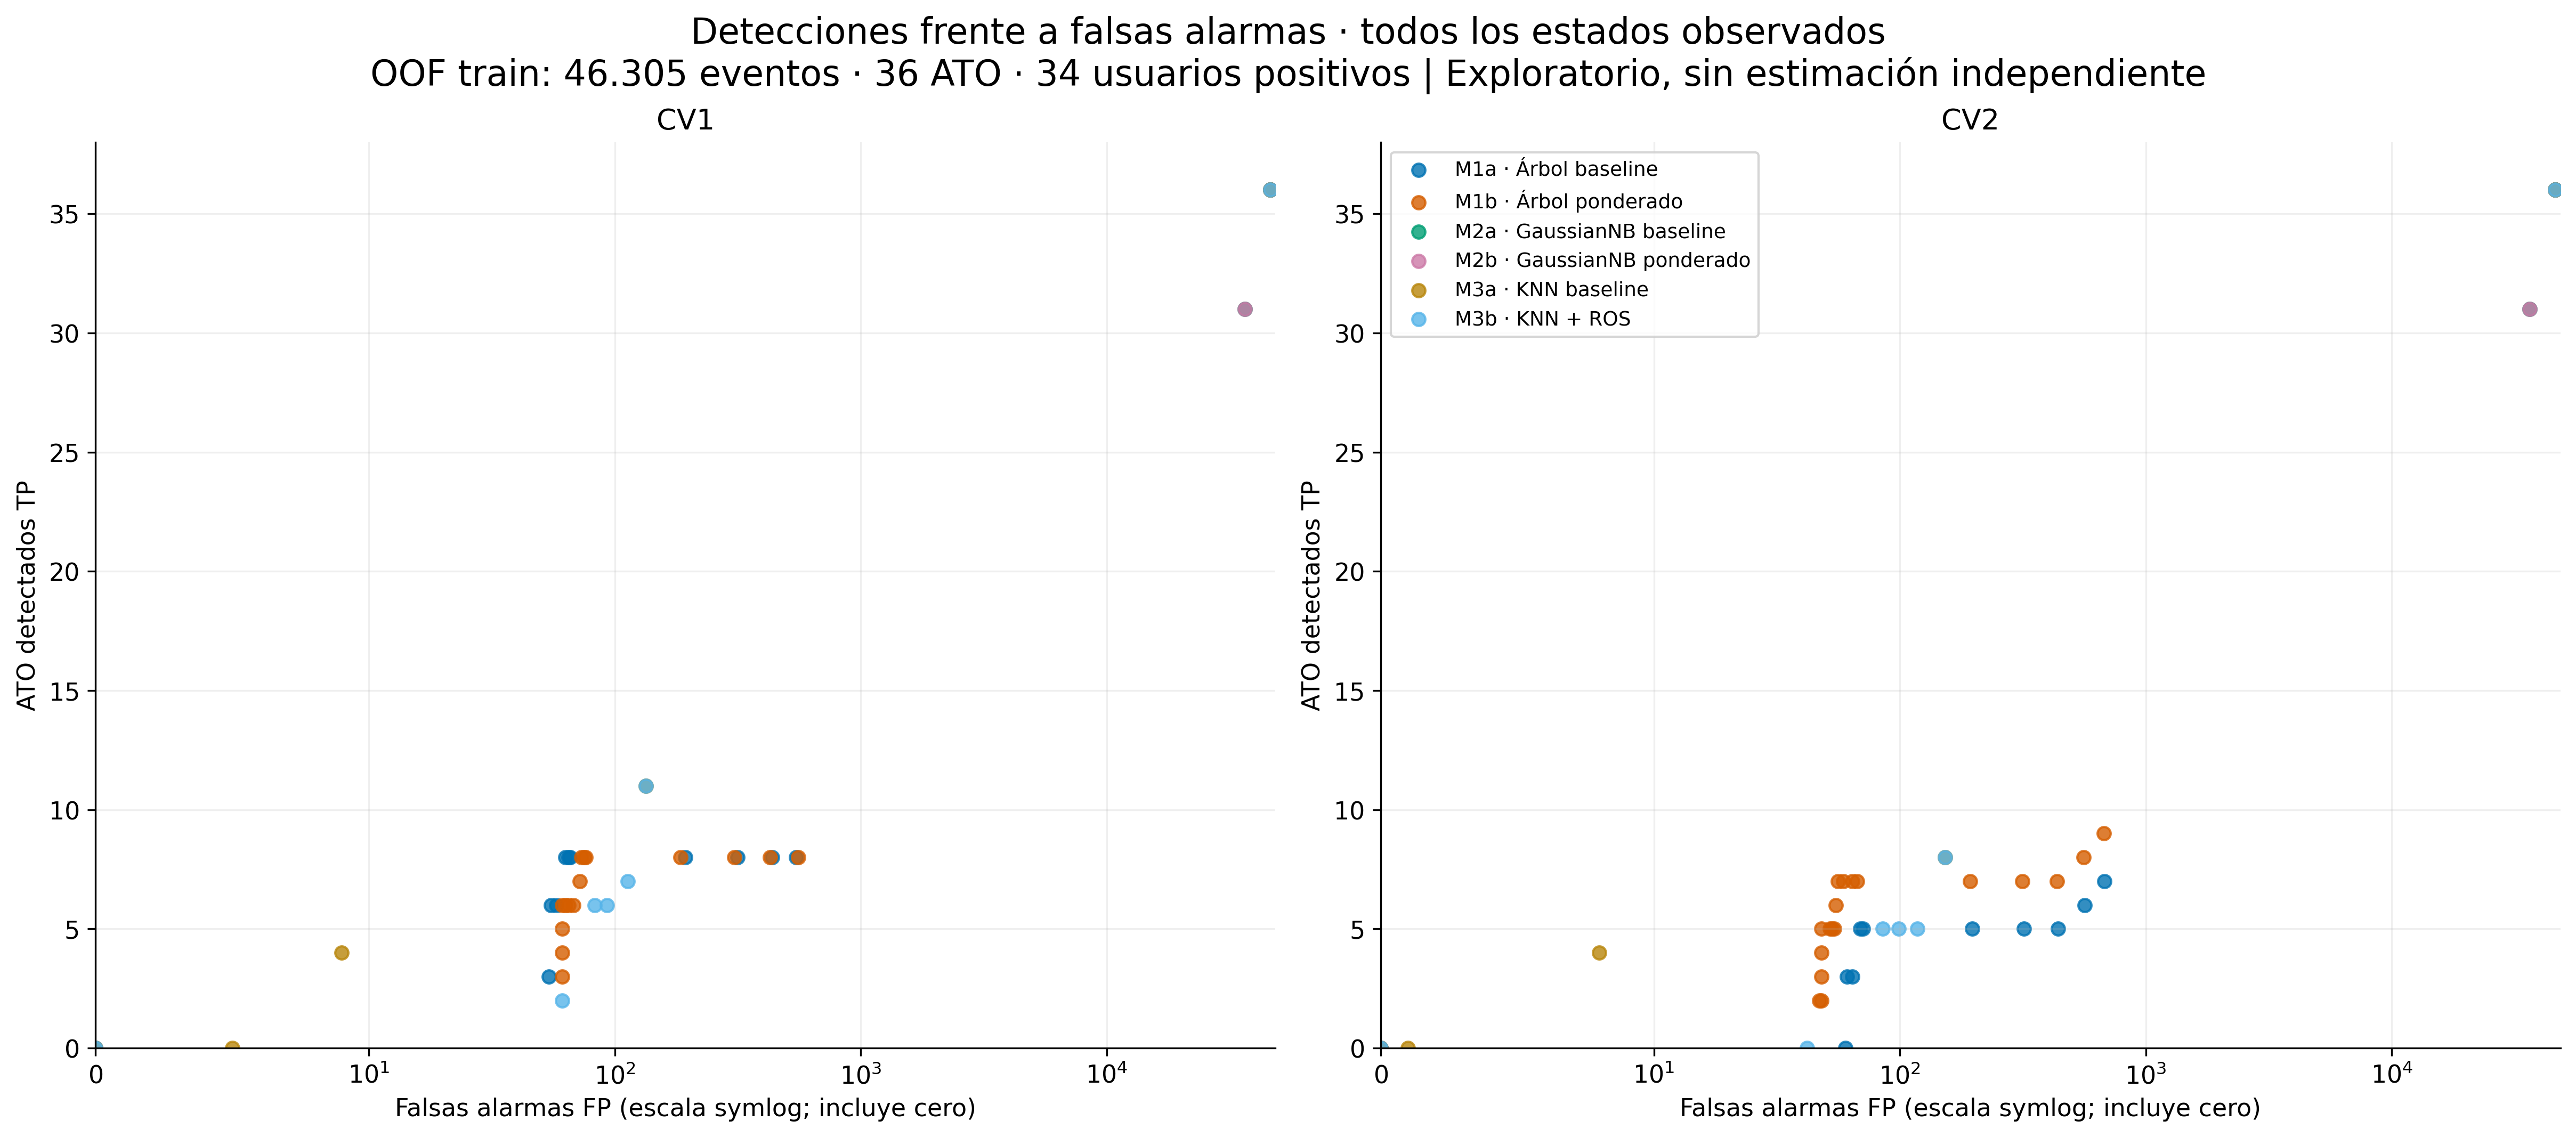 Detecciones frente a falsas alarmas · todos los estados observados
OOF train: 46.305 eventos · 36 ATO · 34 usuarios positivos | Exploratorio, sin estimación independiente
CV1
ATO detectados TP
35
30
25
20
15
10
5
0
0
10¹
10²
10³
10⁴
Falsas alarmas FP (escala symlog; incluye cero)
CV2
M1a · Árbol baseline
M1b · Árbol ponderado
M2a · GaussianNB baseline
M2b · GaussianNB ponderado
M3a · KNN baseline
M3b · KNN + ROS
ATO detectados TP
35
30
25
20
15
10
5
0
0
10¹
10²
10³
10⁴
Falsas alarmas FP (escala symlog; incluye cero)